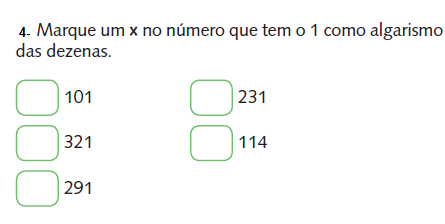 4. Marque um x no número que tem o 1 como algarismo
das dezenas.
101 231
321 114
291